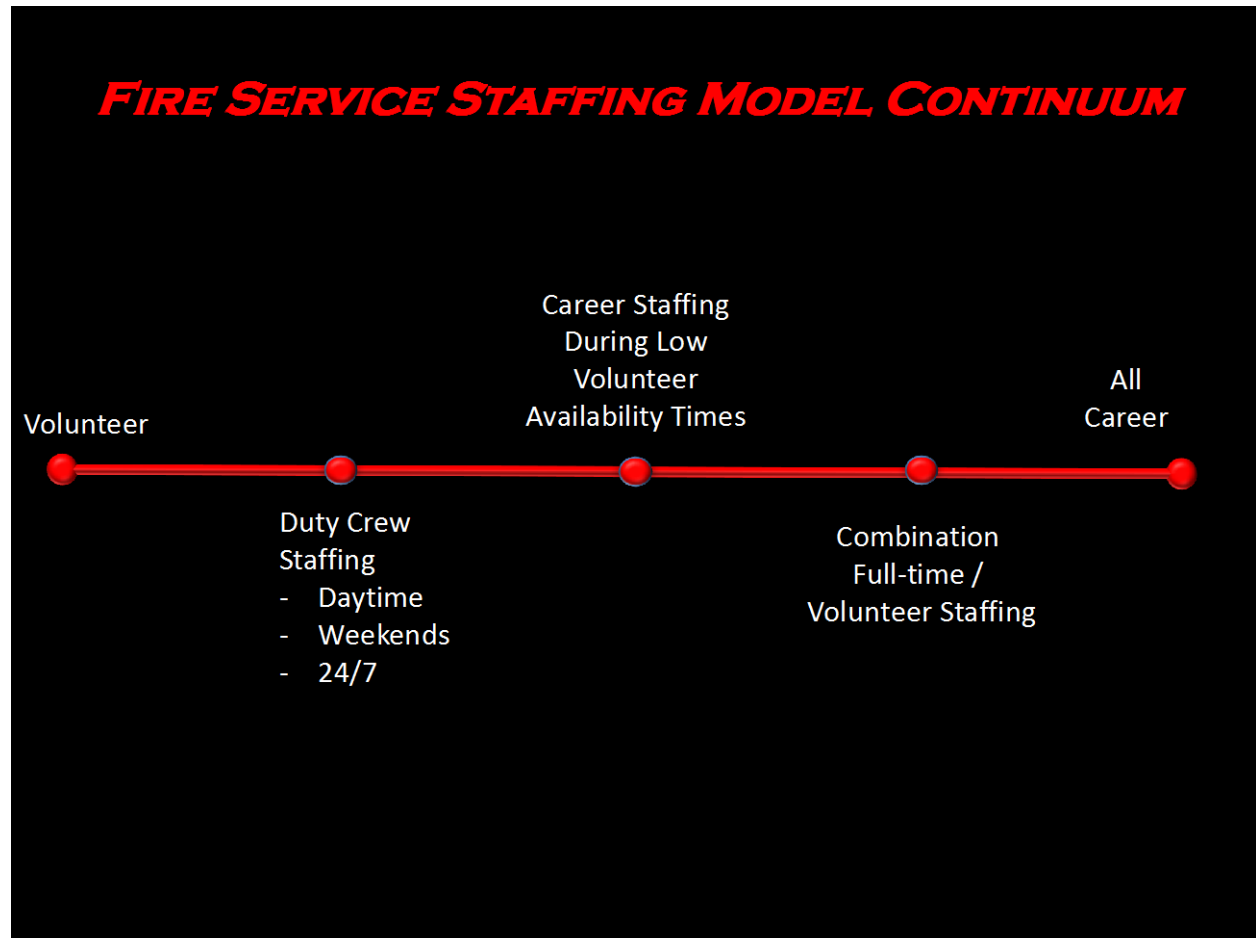 FIRE SERVICE STAFFING MODEL CONTINUUM
Volunteer
Duty Crew
Staffing
- Daytime
- Weekends
- 24/7
Career Staffing
During Low
Volunteer
Availability Times
Combination
Full-time /
Volunteer Staffing
All
Career